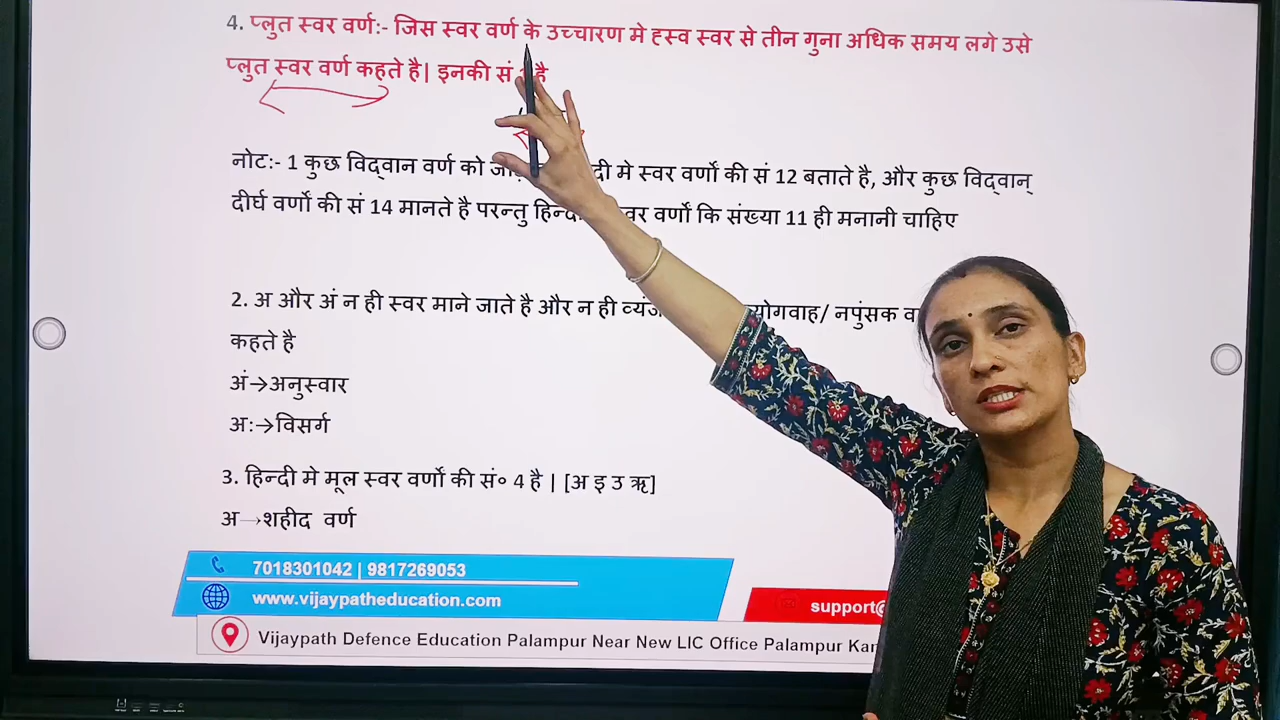 4. प्लुत स्वर वर्ण:- जिस स्वर वर्ण के उच्चारण मे ह्स्व स्वर से तीन गुना अधिक समय लगे उसे
प्लुत स्वर वर्ण कहते है| इनकी सं है
नोट:- 1 कुछ विद्वान वर्ण को मे स्वर वर्णों की सं 12 बताते है, और कुछ विद्वान्
दीर्घ वर्णों की सं 14 मानते है परन्तु वर्णों कि संख्या 11 ही मनानी चाहिए
2. अ और अं न ही स्वर माने जाते है और न ही नपुंसक
कहते है
अं→अनुस्वार
अः→विसर्ग
3. हिन्दी मे मूल स्वर वर्णों की सं० 4 है | [अ इ उ ऋ]
अ→शहीद वर्ण
7018301042 | 9817269053
www.vijaypatheducation.com
support@
Vijaypath Defence Education Palampur Near New LIC Office Palampur